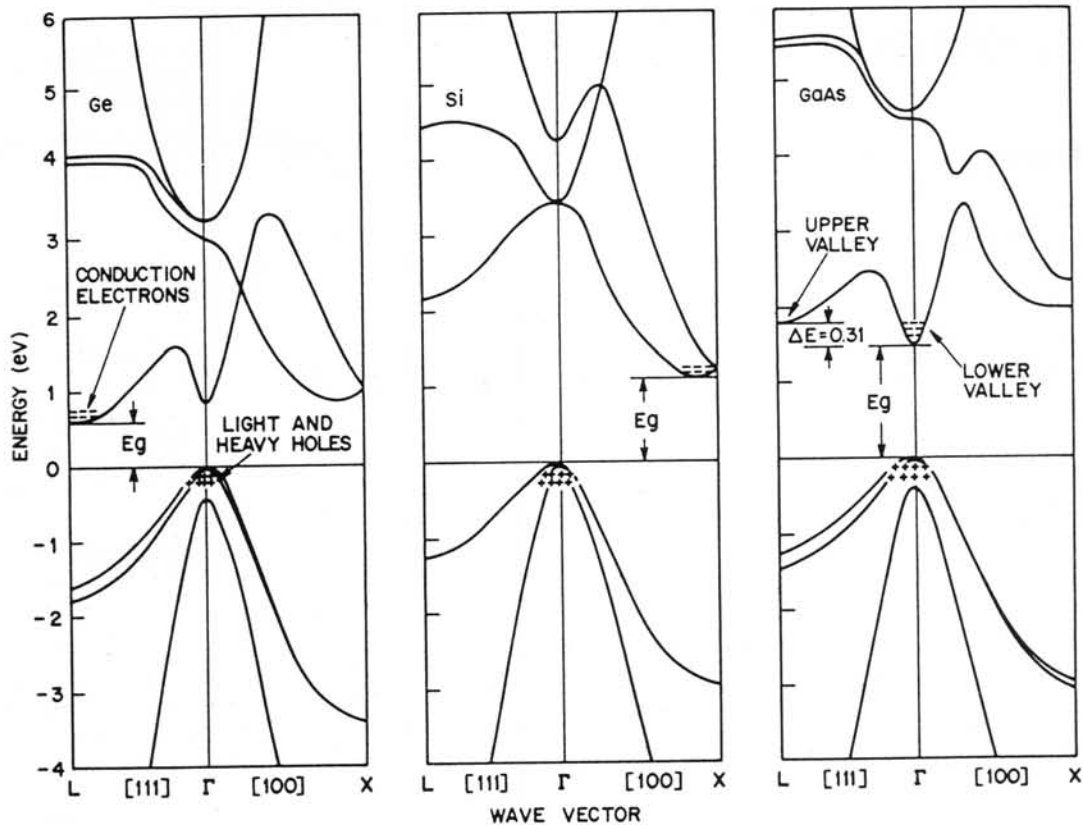 6
5
4
3
2
1
0
-1
-2
-3
-4
ENERGY (eV)
Ge
CONDUCTION
ELECTRONS
Eg
LIGHT AND
HEAVY HOLES
L [111] Γ [100] X
Si
Eg
L [111] Γ [100] X
GaAs
UPPER
VALLEY
ΔE=0.31
LOWER
VALLEY
Eg
L [111] Γ [100] X
WAVE VECTOR